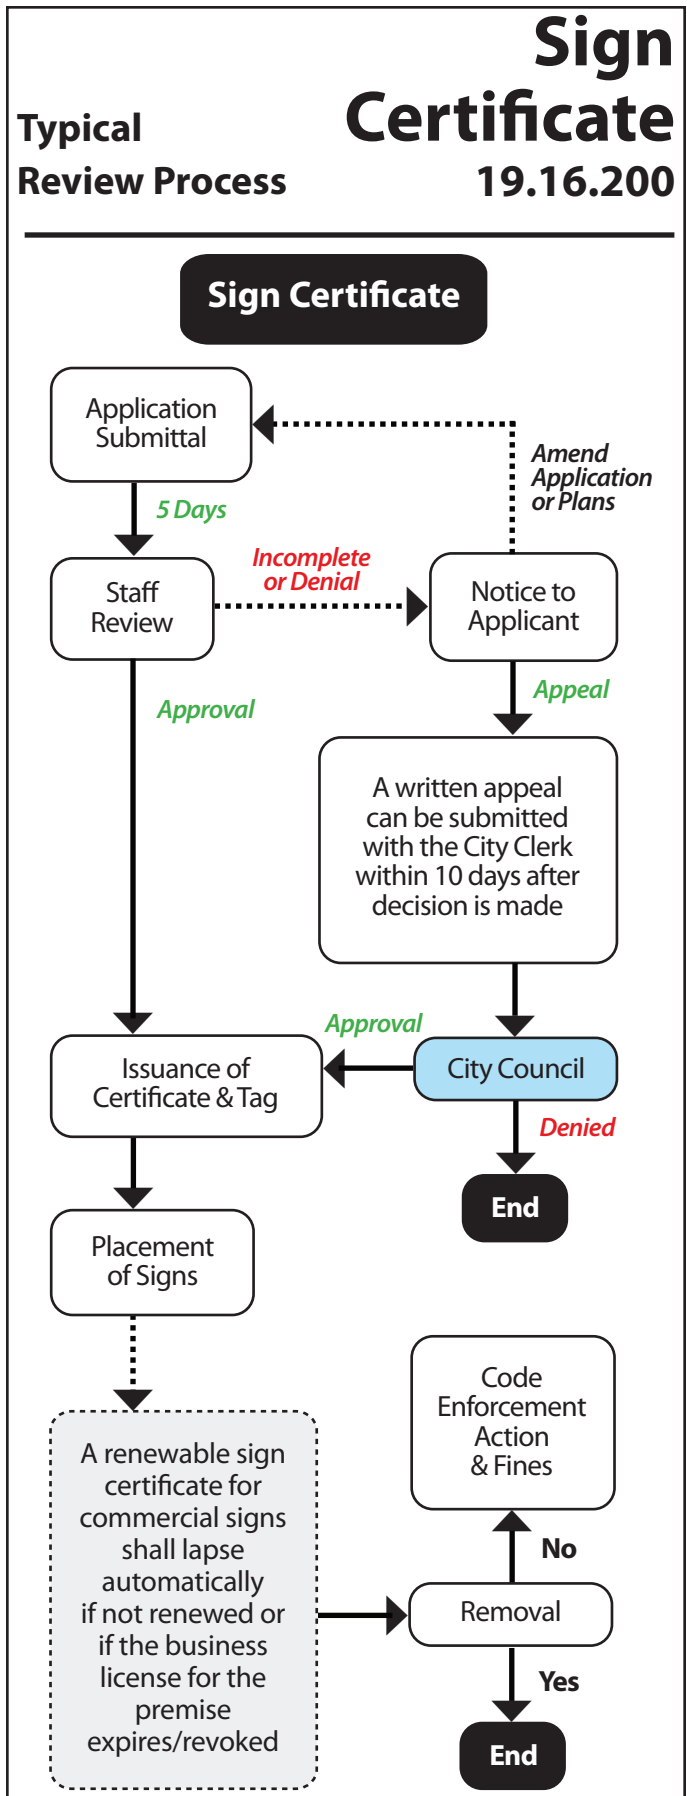 Sign
Certificate
19.16.200
Typical
Review Process
Sign Certificate
Application
Submittal
Amend
Application
or Plans
5 Days
Incomplete
or Denial
Staff
Review
Notice to
Applicant
Approval
Appeal
A written appeal
can be submitted
with the City Clerk
within 10 days after
decision is made
Approval
Issuance of
Certificate & Tag
City Council
Denied
End
Placement
of Signs
Code
Enforcement
Action
& Fines
No
A renewable sign
certificate for
commercial signs
shall lapse
automatically
if not renewed or
if the business
license for the
premise
expires/revoked
Removal
Yes
End